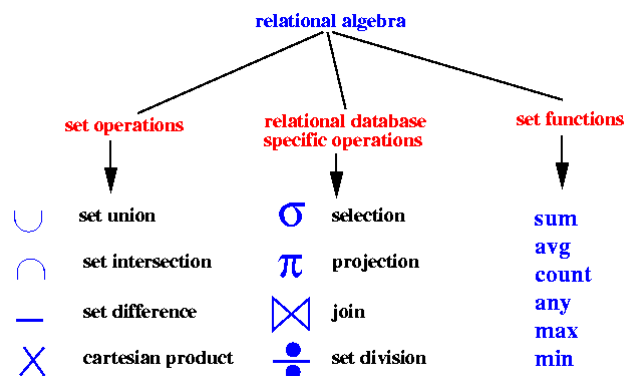 relational algebra
set operations
relational database
specific operations
set functions
∪ set union
∩ set intersection
− set difference
× cartesian product
σ selection
π projection
⋈ join
÷ set division
sum
avg
count
any
max
min